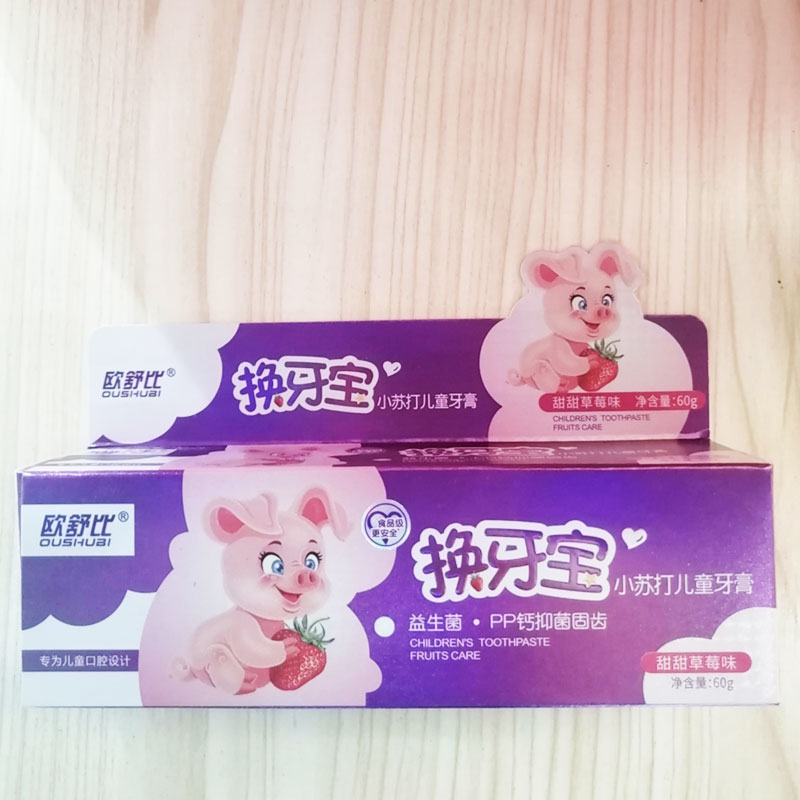 欧舒比®
OUSHUBI
换牙宝
小苏打儿童牙膏
甜甜草莓味 净含量:60g
CHILDREN'S TOOTHPASTE
FRUITS CARE
欧舒比®
OUSHUBI
食品级
更安全
换牙宝
小苏打儿童牙膏
益生菌·PP钙抑菌固齿
CHILDREN'S TOOTHPASTE
FRUITS CARE
专为儿童口腔设计
甜甜草莓味
净含量:60g